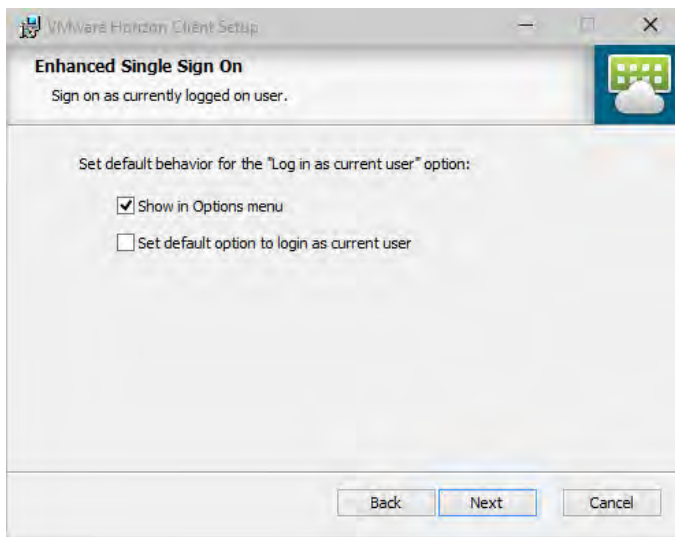 VMware Horizon Client Setup
Enhanced Single Sign On
Sign on as currently logged on user.
Set default behavior for the "Log in as current user" option:
Show in Options menu
Set default option to login as current user
Back Next Cancel